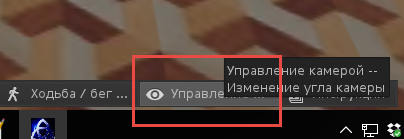 Управление камерой --
Изменение угла камеры
Ходьба / бег ...
Управлени